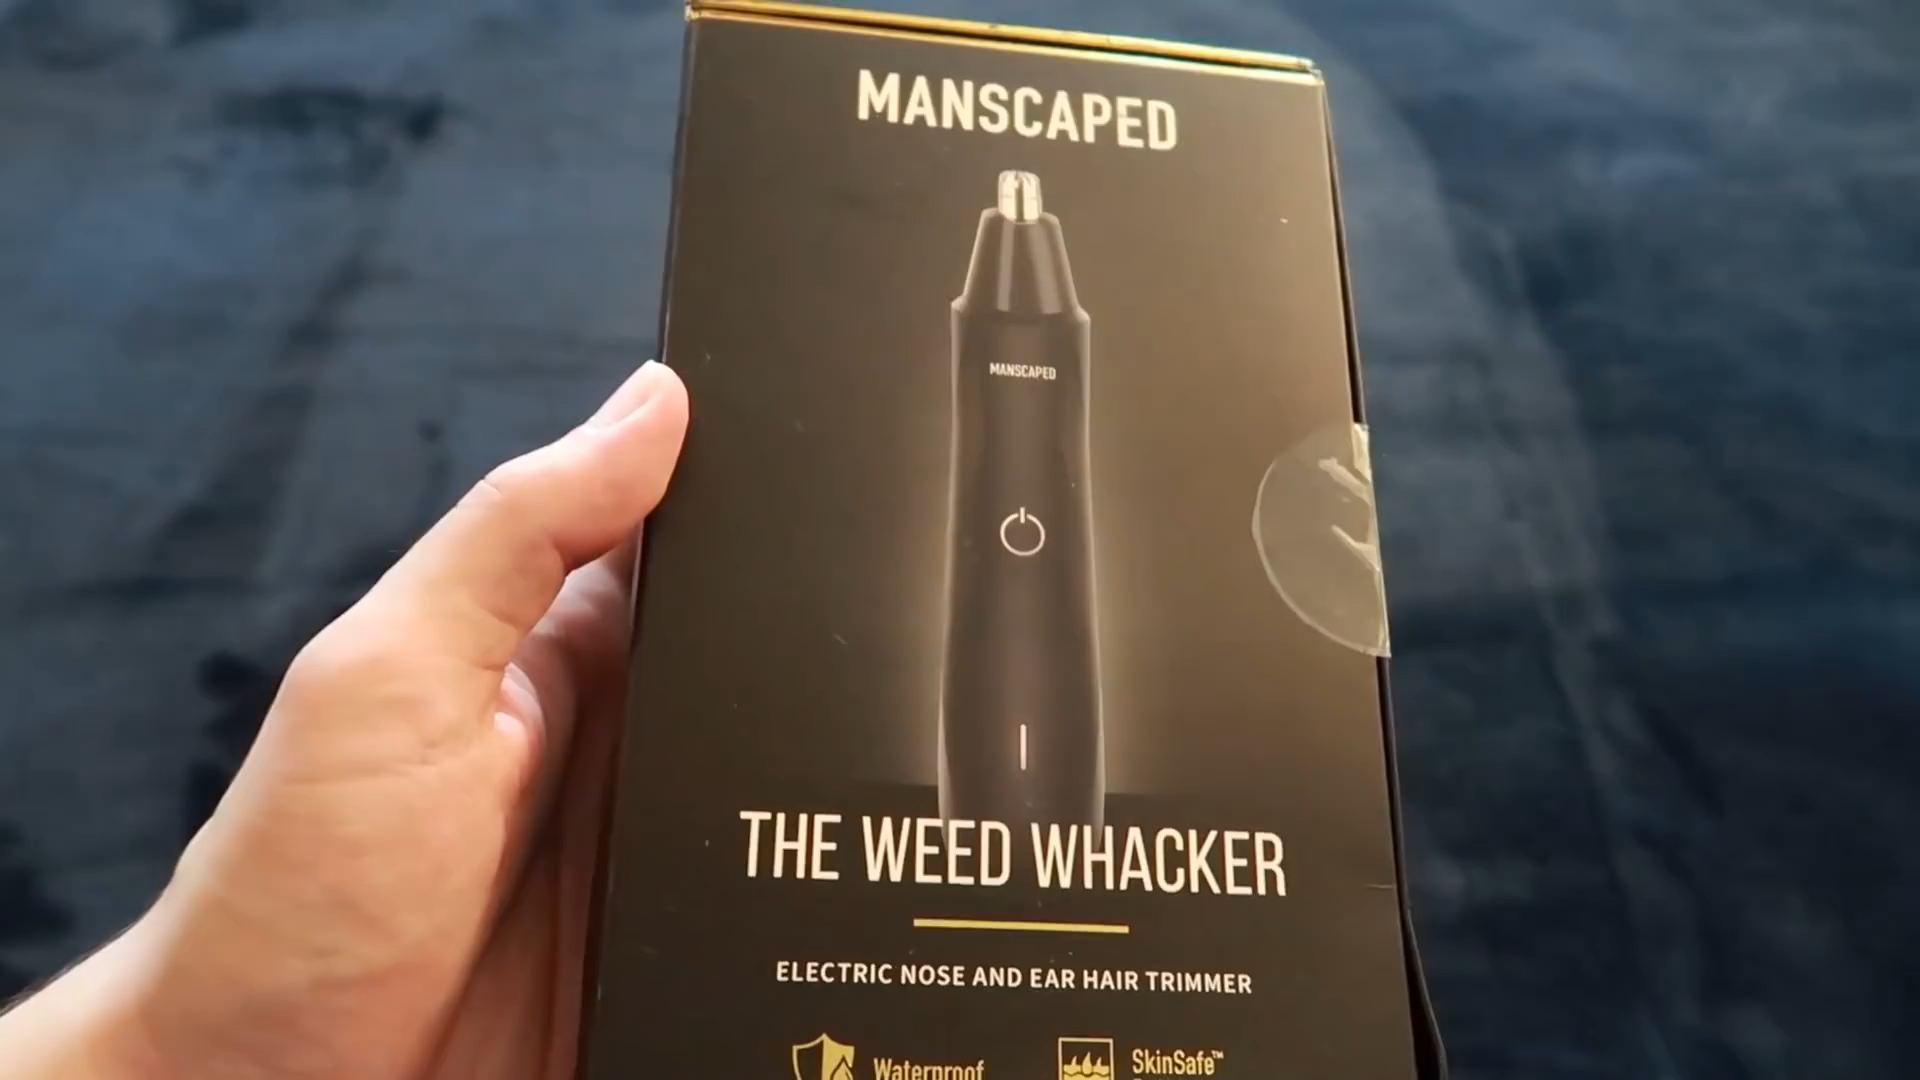 MANSCAPED
MANSCAPED
THE WEED WHACKER
ELECTRIC NOSE AND EAR HAIR TRIMMER
Waterproof
SkinSafe™